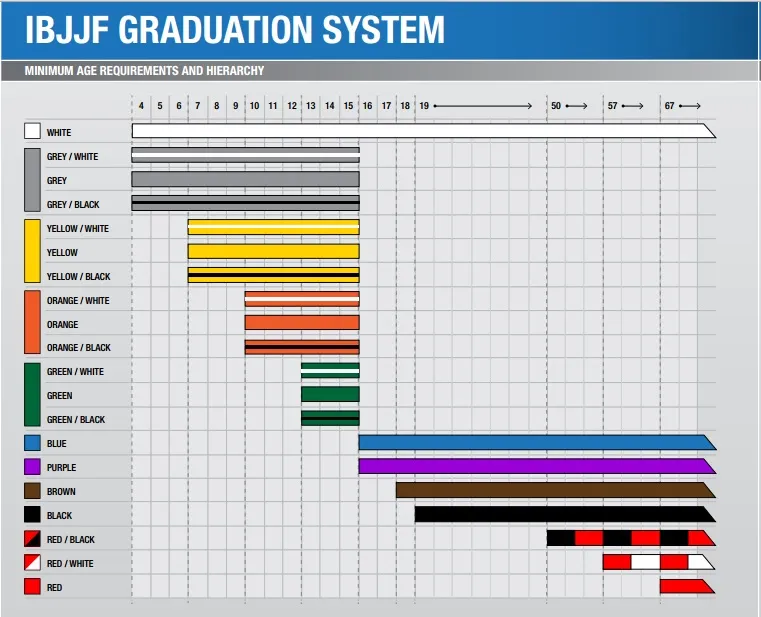 IBJJF GRADUATION SYSTEM
MINIMUM AGE REQUIREMENTS AND HIERARCHY
4 5 6 7 8 9 10 11 12 13 14 15 16 17 18 19 50 57 67
WHITE
GREY / WHITE
GREY
GREY / BLACK
YELLOW / WHITE
YELLOW
YELLOW / BLACK
ORANGE / WHITE
ORANGE
ORANGE / BLACK
GREEN / WHITE
GREEN
GREEN / BLACK
BLUE
PURPLE
BROWN
BLACK
RED / BLACK
RED / WHITE
RED